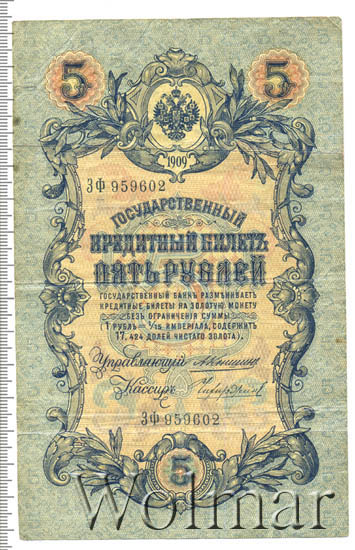 5 5
1909
ЗФ 959602
ГОСУДАРСТВЕННЫЙ
КРЕДИТНЫЙ БИЛЕТЪ
ПЯТЬ РУБЛЕЙ
ГОСУДАРСТВЕННЫЙ БАНКЪ РАЗМѢНИВАЕТЪ
КРЕДИТНЫЕ БИЛЕТЫ НА ЗОЛОТУЮ МОНЕТУ
БЕЗЪ ОГРАНИЧЕНІЯ СУММЫ
(1 РУБЛЬ = 1/15 ИМПЕРІАЛА, СОДЕРЖИТЪ
17,424 ДОЛЕЙ ЧИСТАГО ЗОЛОТА).
Управляющій
Кассиръ
ЗФ 959602
5
Wolmar